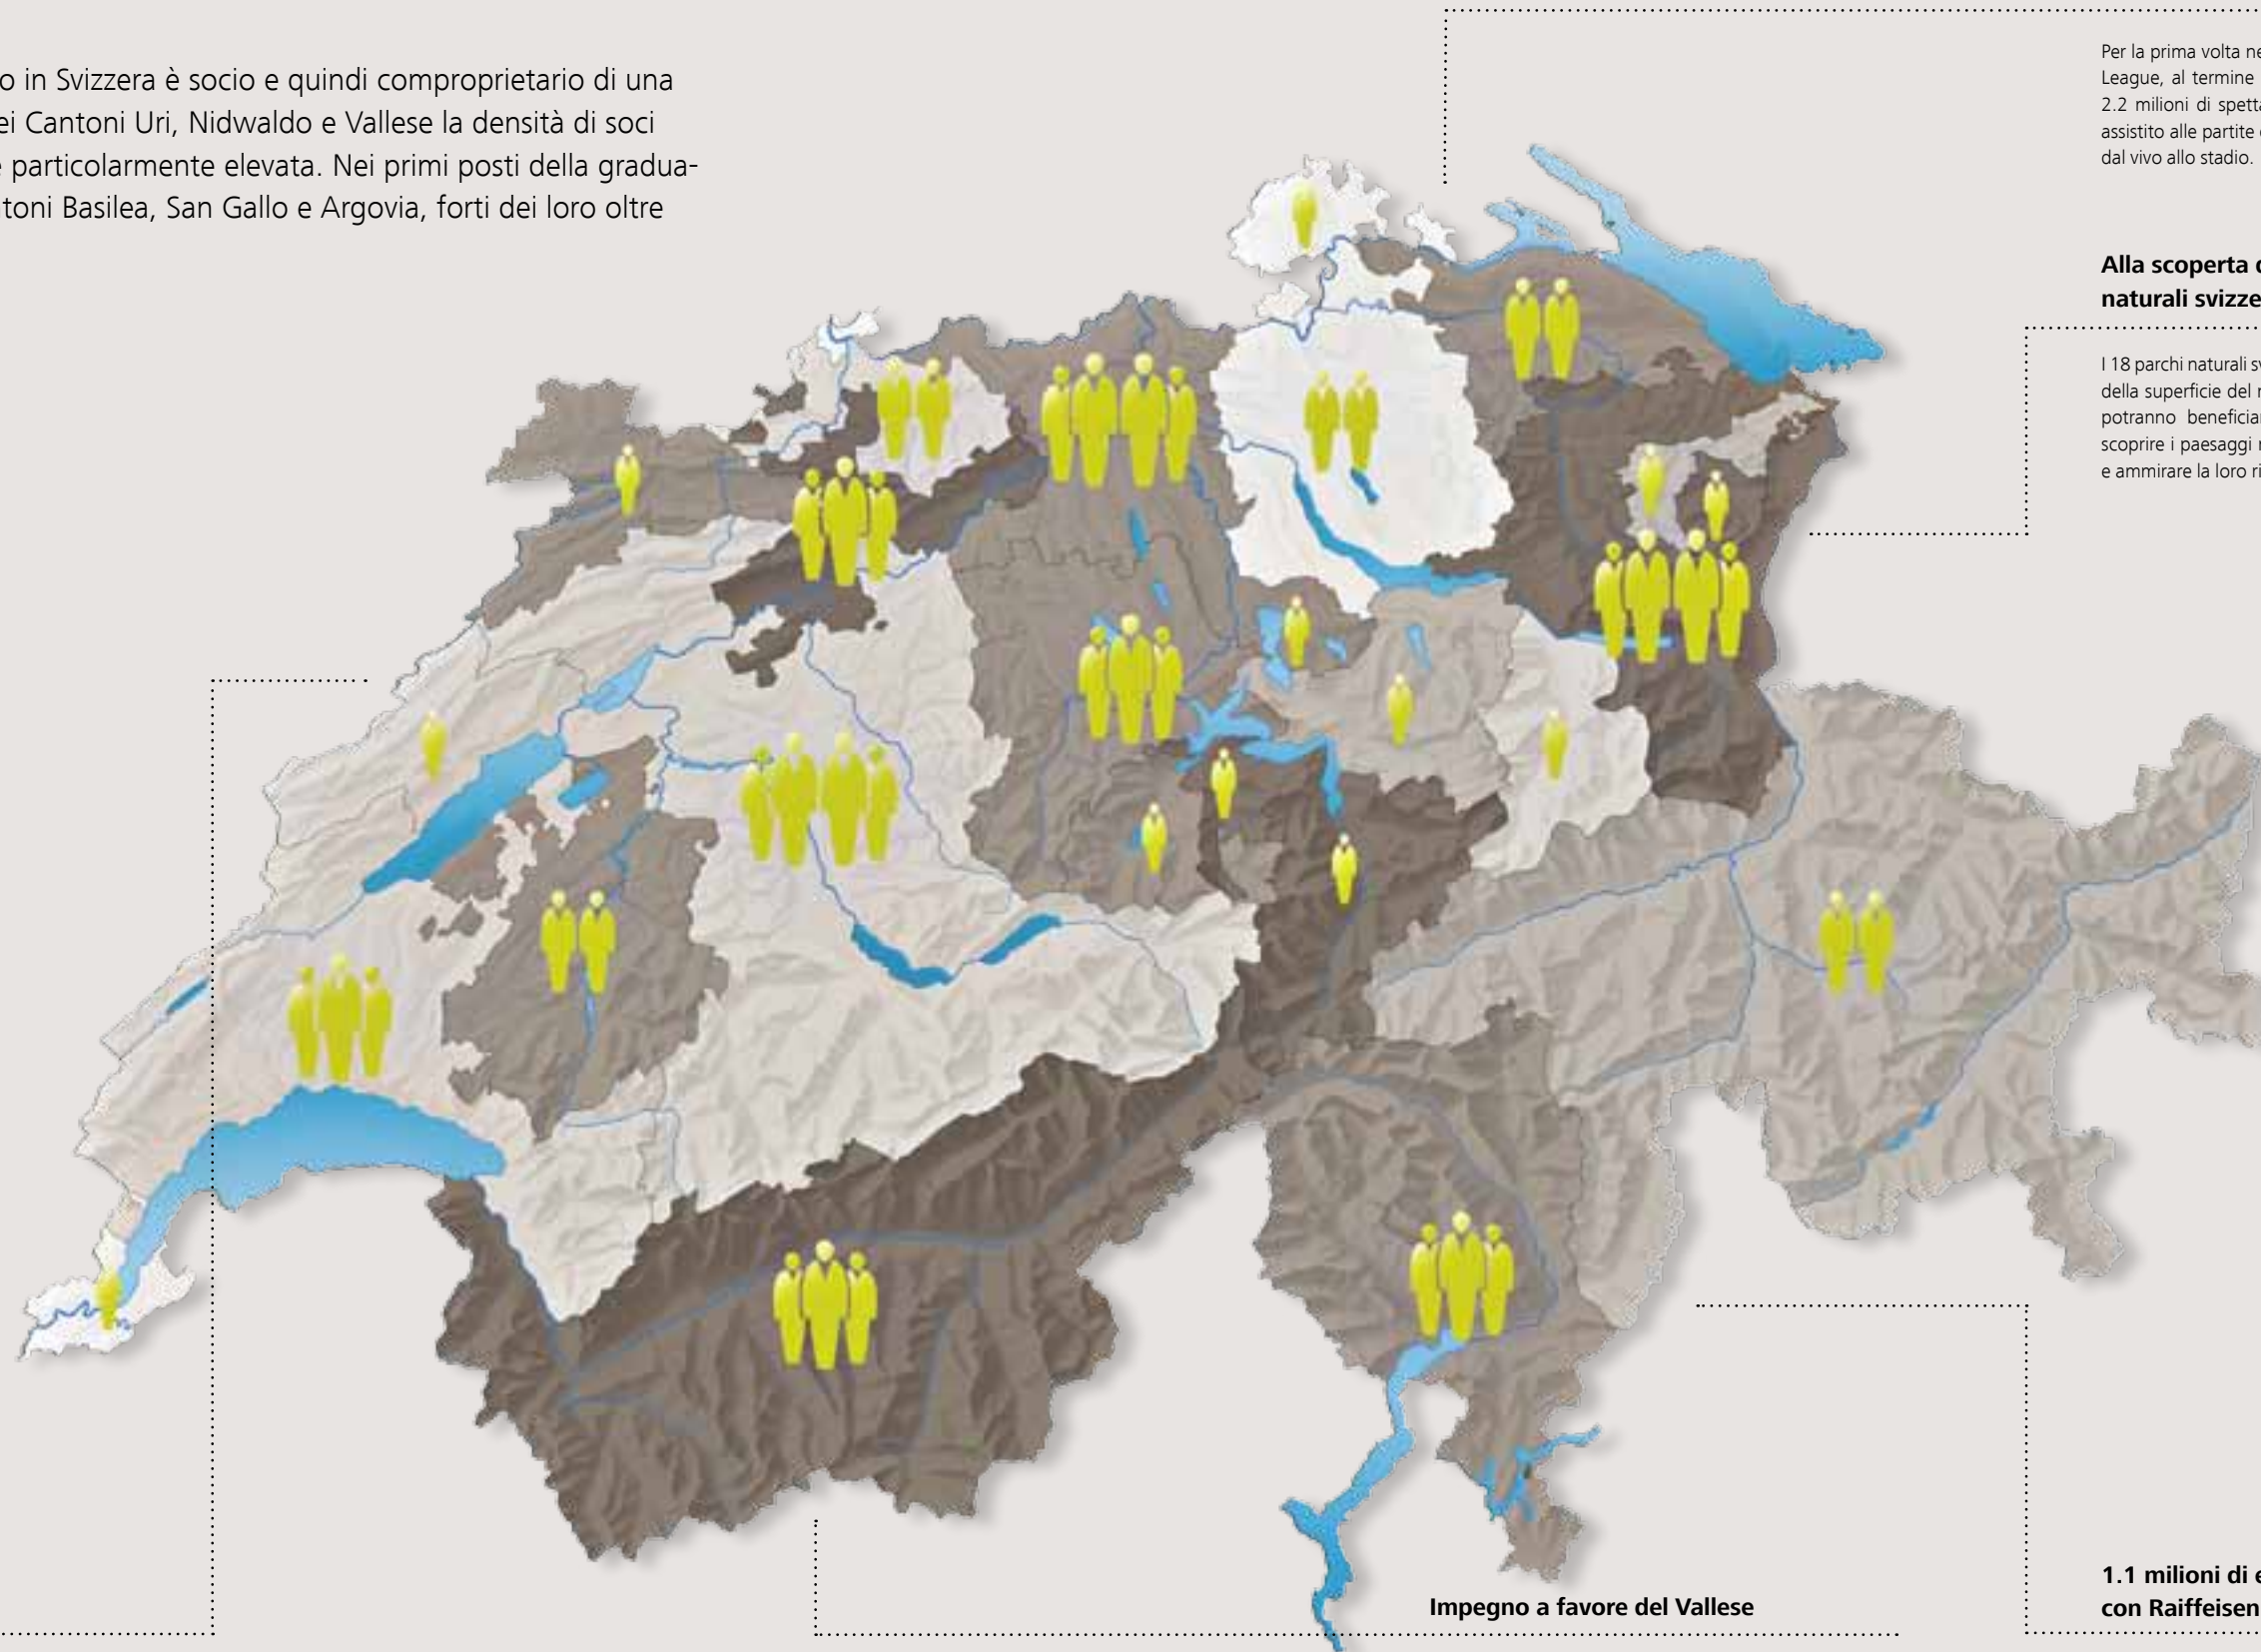 o in Svizzera è socio e quindi comproprietario di una
ei Cantoni Uri, Nidwaldo e Vallese la densità di soci
è particolarmente elevata. Nei primi posti della gradua-
toni Basilea, San Gallo e Argovia, forti dei loro oltre
Per la prima volta ne
League, al termine
2.2 milioni di spetta
assistito alle partite
dal vivo allo stadio.
Alla scoperta d
naturali svizze
I 18 parchi naturali sv
della superficie del
potranno beneficiar
scoprire i paesaggi
e ammirare la loro ri
Impegno a favore del Vallese
1.1 milioni di e
con Raiffeisen